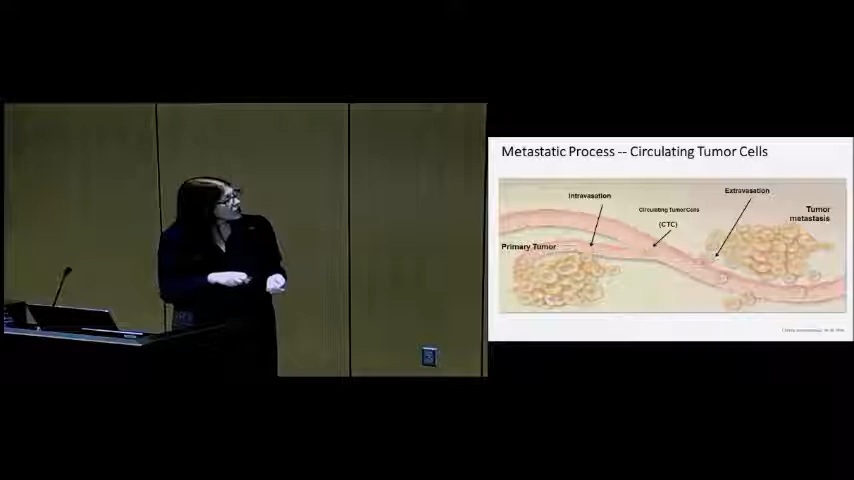 Metastatic Process -- Circulating Tumor Cells
Intravasation
Extravasation
Circulating Tumor Cells
(CTC)
Tumor
metastasis
Primary Tumor